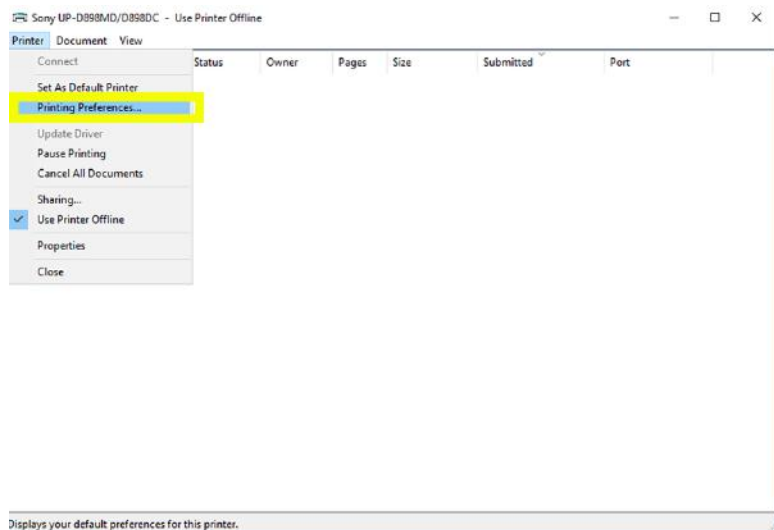 Sony UP-D898MD/D898DC - Use Printer Offline
Printer Document View
Connect
Status Owner Pages Size Submitted Port
Set As Default Printer
Printing Preferences...
Update Driver
Pause Printing
Cancel All Documents
Sharing...
Use Printer Offline
Properties
Close
Displays your default preferences for this printer.